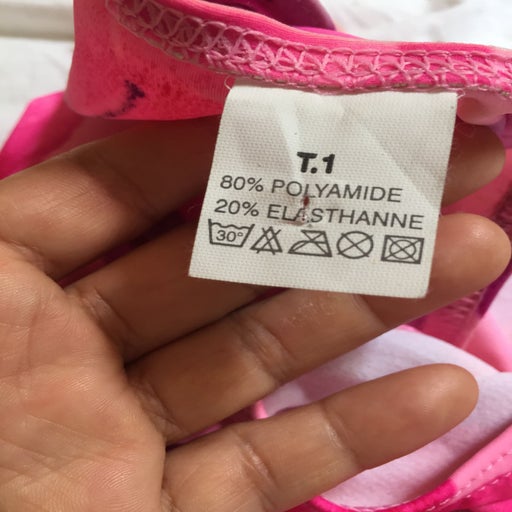 T.1
80% POLYAMIDE
20% ELASTHANNE
30°